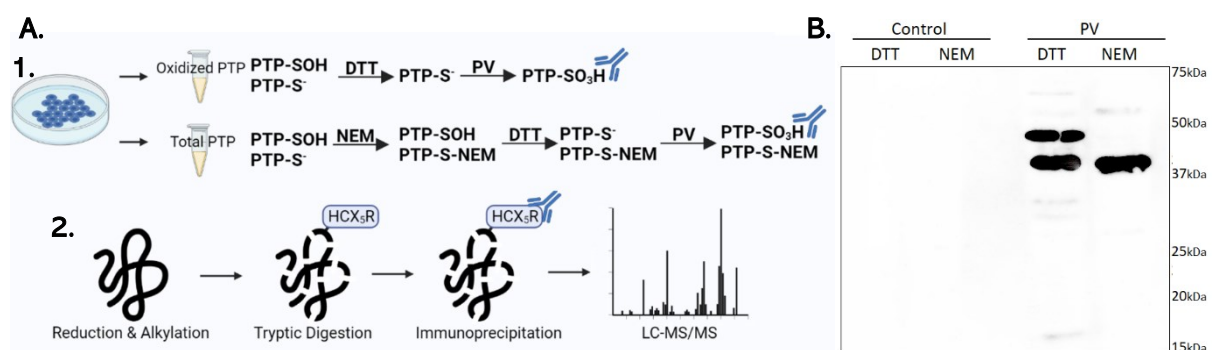 A.
1.
Oxidized PTP
PTP-SOH
PTP-S-
DTT
PTP-S-
PV
PTP-SO₃H
Total PTP
PTP-SOH
PTP-S-
NEM
PTP-SOH
PTP-S-NEM
DTT
PTP-S-
PTP-S-NEM
PV
PTP-SO₃H
PTP-S-NEM
2.
HCX₅R
HCX₅R
Reduction & Alkylation
Tryptic Digestion
Immunoprecipitation
LC-MS/MS
B.
Control
PV
DTT
NEM
DTT
NEM
75kDa
50kDa
37kDa
25kDa
20kDa
15kDa